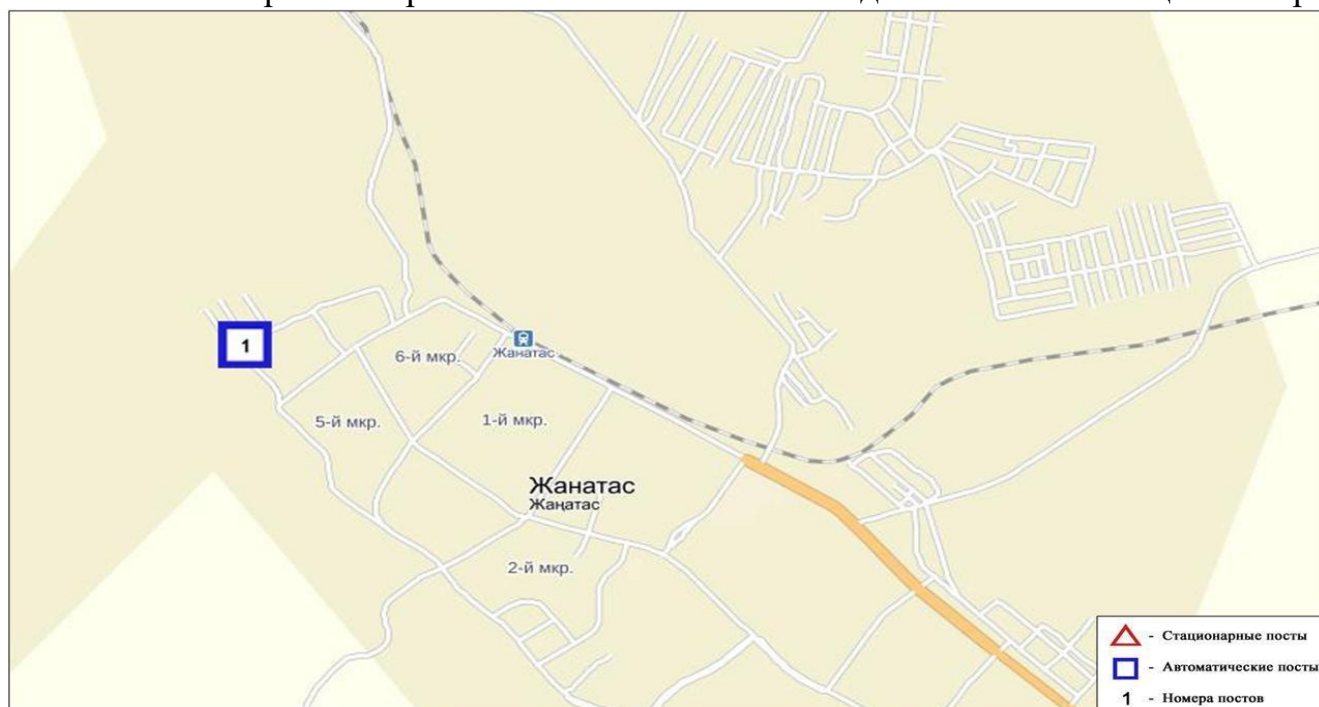 6-й мкр.
Жанатас
5-й мкр.
1-й мкр.
Жанатас
Жаңатас
2-й мкр.
1
- Стационарные посты
- Автоматические посты
1 - Номера постов